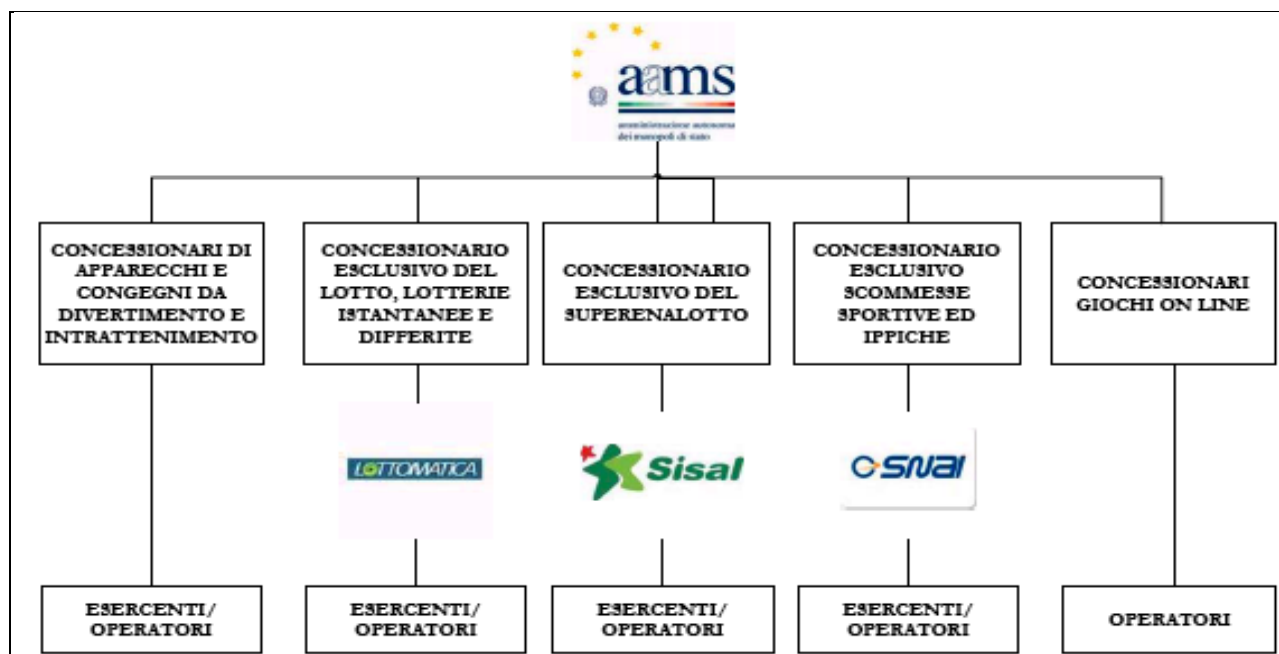 aams
amministrazione autonoma
dei monopoli di stato
CONCESSIONARI DI
APPARECCHI E
CONGEGNI DA
DIVERTIMENTO E
INTRATTENIMENTO
CONCESSIONARIO
ESCLUSIVO DEL
LOTTO, LOTTERIE
ISTANTANEE E
DIFFERITE
CONCESSIONARIO
ESCLUSIVO DEL
SUPERENALOTTO
CONCESSIONARIO
ESCLUSIVO
SCOMMESSE
SPORTIVE ED
IPPICHE
CONCESSIONARI
GIOCHI ON LINE
LOTTOMATICA
Sisal
SNAI
ESERCENTI/
OPERATORI
ESERCENTI/
OPERATORI
ESERCENTI/
OPERATORI
ESERCENTI/
OPERATORI
OPERATORI